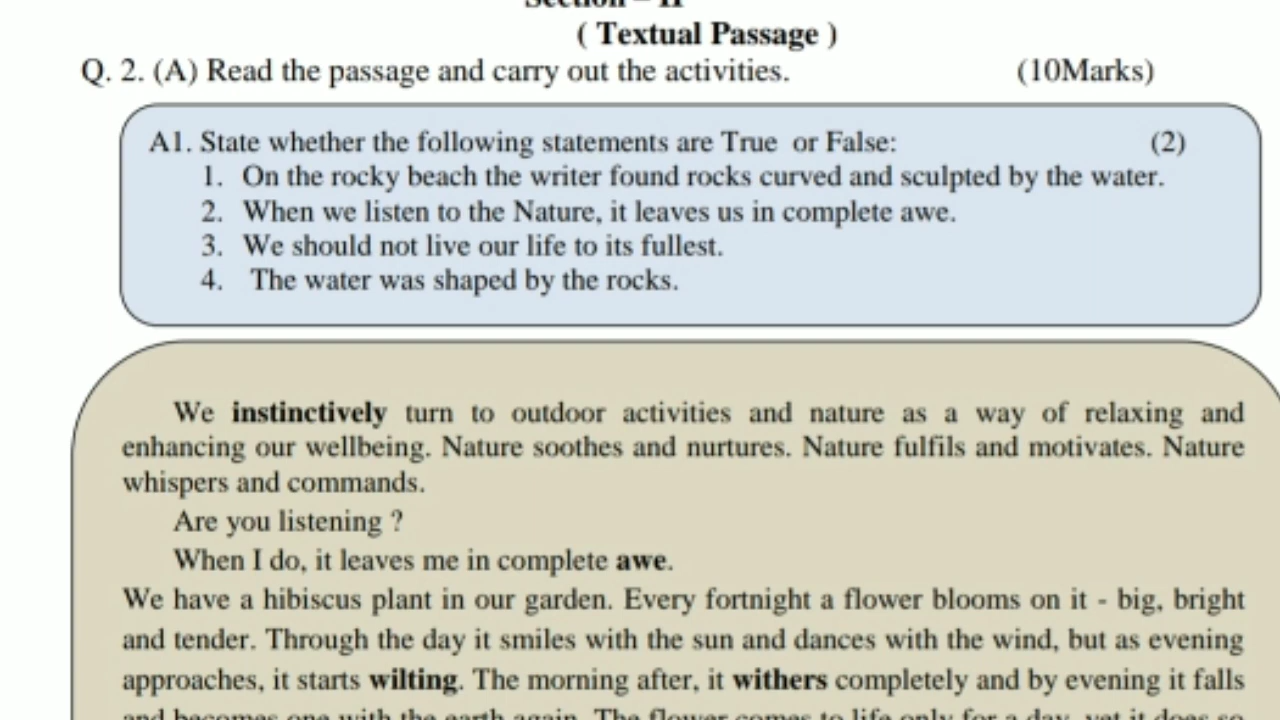 Section – II
( Textual Passage )
Q. 2. (A) Read the passage and carry out the activities. (10Marks)
A1. State whether the following statements are True or False: (2)
1. On the rocky beach the writer found rocks curved and sculpted by the water.
2. When we listen to the Nature, it leaves us in complete awe.
3. We should not live our life to its fullest.
4. The water was shaped by the rocks.
We instinctively turn to outdoor activities and nature as a way of relaxing and
enhancing our wellbeing. Nature soothes and nurtures. Nature fulfils and motivates. Nature
whispers and commands.
Are you listening ?
When I do, it leaves me in complete awe.
We have a hibiscus plant in our garden. Every fortnight a flower blooms on it - big, bright
and tender. Through the day it smiles with the sun and dances with the wind, but as evening
approaches, it starts wilting. The morning after, it withers completely and by evening it falls
and becomes one with the earth again. The flower comes to life only for a day, yet it does so